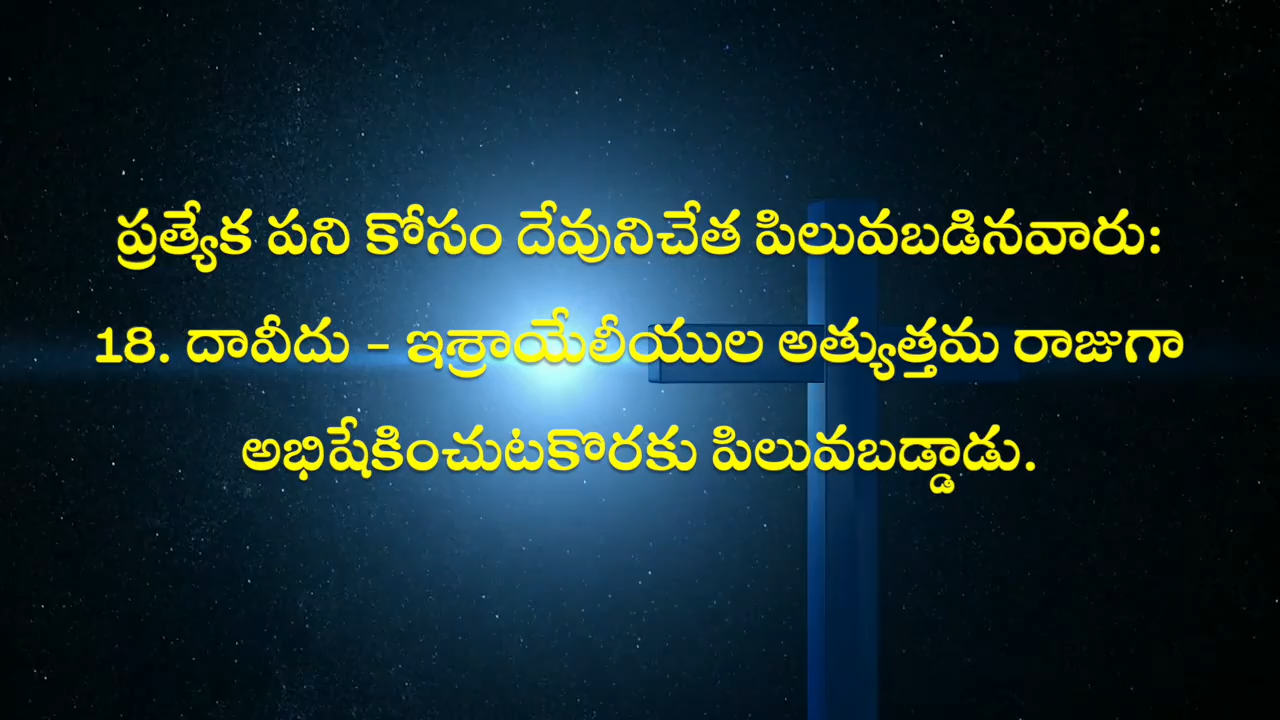 ప్రత్యేక పని కోసం దేవునిచేత పిలువబడినవారు:
18. దావీదు - ఇశ్రాయేలీయుల అత్యుత్తమ రాజుగా
అభిషేకించుటకొరకు పిలువబడ్డాడు.